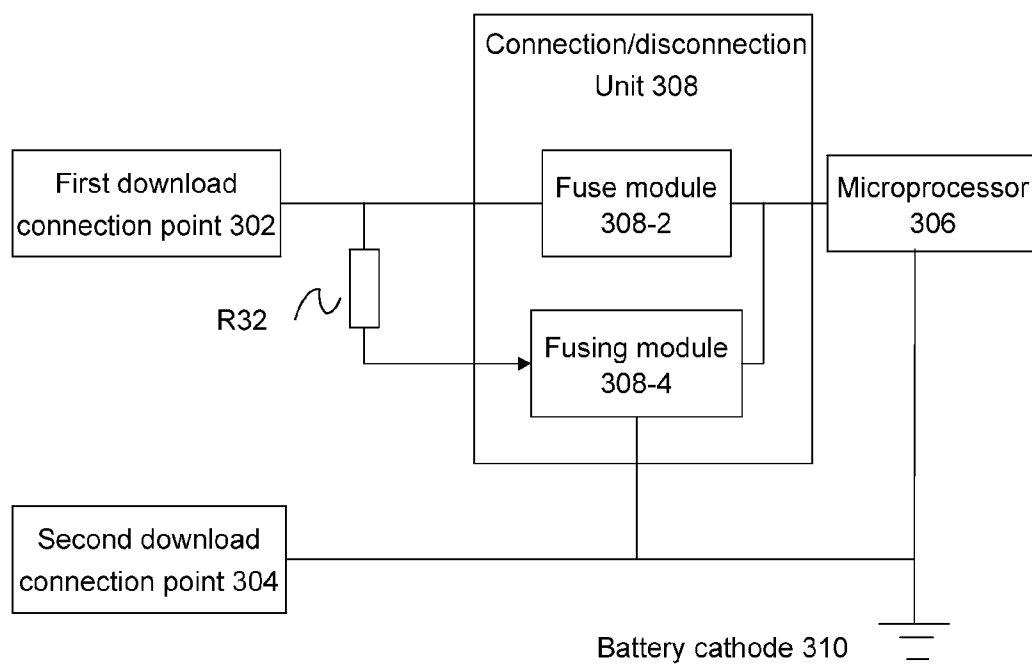 Connection/disconnection
Unit 308
First download
connection point 302
Fuse module
308-2
Microprocessor
306
R32
Fusing module
308-4
Second download
connection point 304
Battery cathode 310